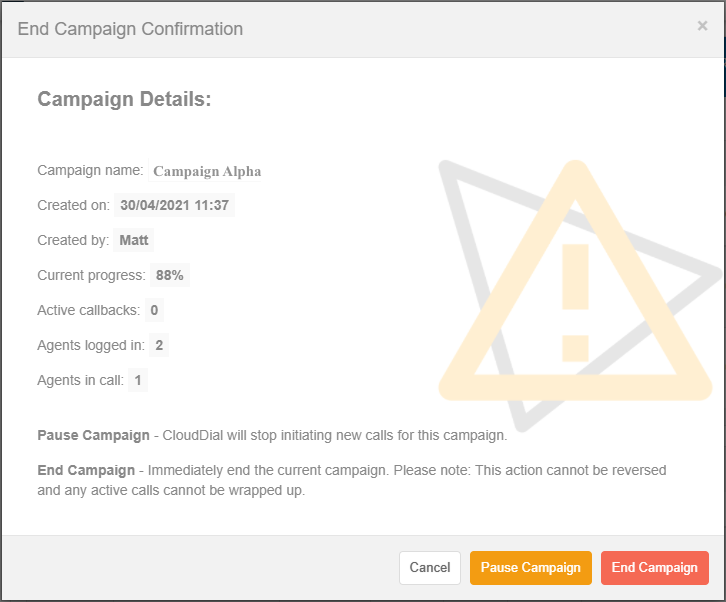 End Campaign Confirmation ×
Campaign Details:
Campaign name: Campaign Alpha
Created on: 30/04/2021 11:37
Created by: Matt
Current progress: 88%
Active callbacks: 0
Agents logged in: 2
Agents in call: 1
Pause Campaign - CloudDial will stop initiating new calls for this campaign.
End Campaign - Immediately end the current campaign. Please note: This action cannot be reversed
and any active calls cannot be wrapped up.
Cancel Pause Campaign End Campaign